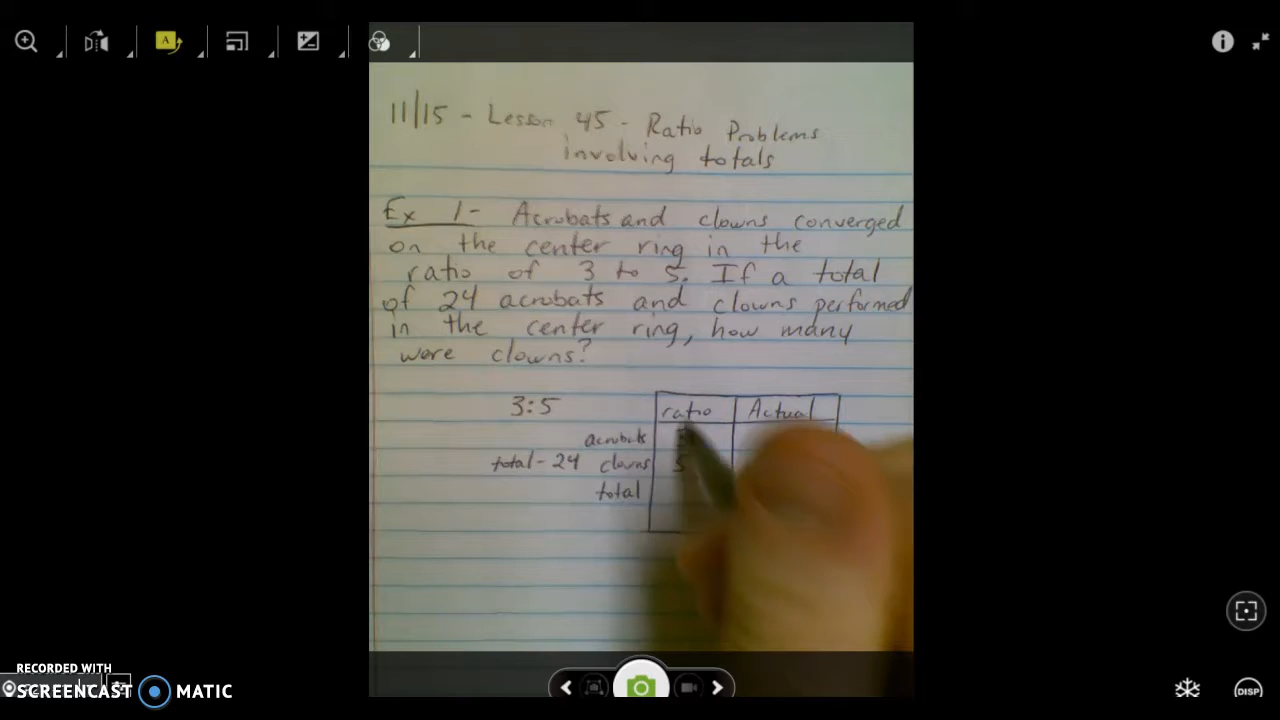 11/15 - Lesson 45 - Ratio Problems
involving totals
Ex 1- Acrobats and clowns converged
on the center ring in the
ratio of 3 to 5. If a total
of 24 acrobats and clowns performed
in the center ring, how many
were clowns?
3:5
ratio Actual
acrobats 3
total - 24 clowns 5
total
RECORDED WITH
SCREENCAST MATIC
DISP